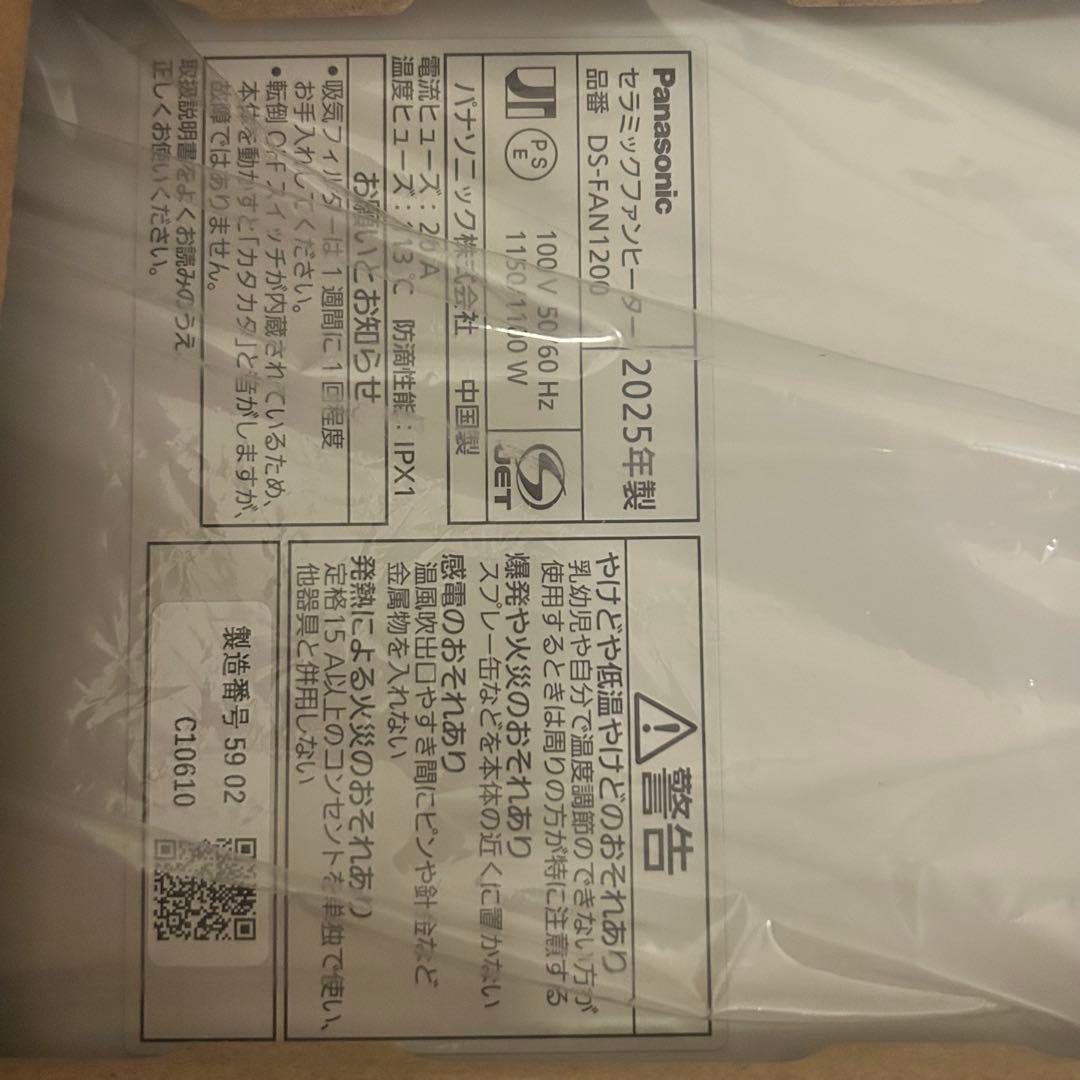 Panasonic
セラミックファンヒーター
品番 DS-FAN1200
2025年製
PS
E
100 V 50/60 Hz
1150/1100 W
JET
パナソニック株式会社 中国製
電流ヒューズ:20 A
温度ヒューズ:113℃ 防滴性能:IPX1
お願いとお知らせ
•吸気フィルターは1週間に1回程度
お手入れしてください。
•転倒OFFスイッチが内蔵されているため、
本体を動かすと「カタカタ」と音がしますが、
故障ではありません。
取扱説明書をよくお読みのうえ
正しくお使いください。
警告
やけどや低温やけどのおそれあり
乳幼児や自分で温度調節のできない方が
使用するときは周りの方が特に注意する
爆発や火災のおそれあり
スプレー缶などを本体の近くに置かない
感電のおそれあり
温風吹出口やすき間にピンや針金など
金属物を入れない
発熱による火災のおそれあり
定格15 A以上のコンセントを単独で使い、
他器具と併用しない
製造番号 59 02
C10610